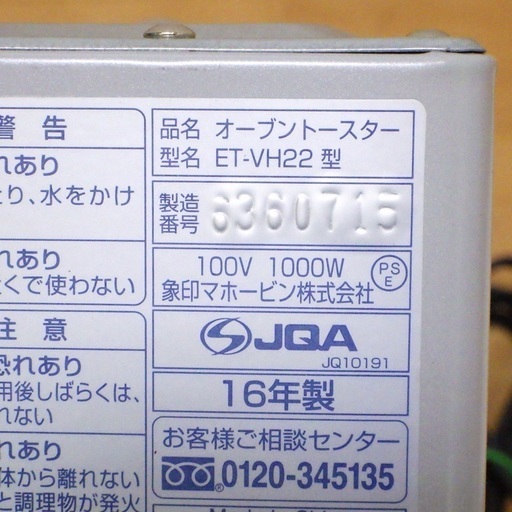 警 告
れあり
たり、水をかけ
れあり
くで使わない
注 意
恐れあり
用後しばらくは、
れない
れあり
体から離れない
と調理物が発火
品名 オーブントースター
型名 ET-VH22 型
製造番号 6360715
100V 1000W
PSE
象印マホービン株式会社
JQA
JQ10191
16年製
お客様ご相談センター
0120-345135